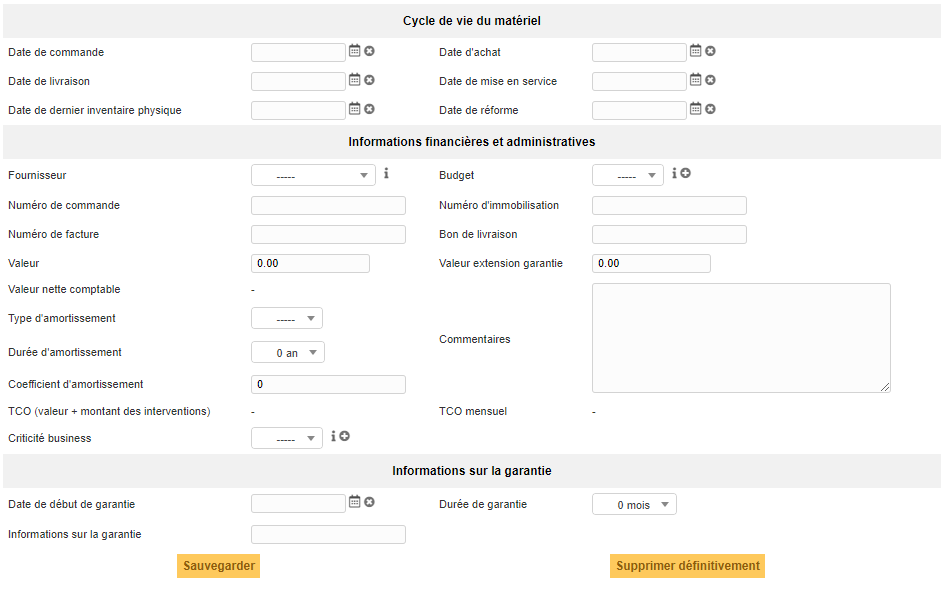 Cycle de vie du matériel
Date de commande
Date d'achat
Date de livraison
Date de mise en service
Date de dernier inventaire physique
Date de réforme
Informations financières et administratives
Fournisseur -----
Budget -----
Numéro de commande
Numéro d'immobilisation
Numéro de facture
Bon de livraison
Valeur 0.00
Valeur extension garantie 0.00
Valeur nette comptable -
Type d'amortissement -----
Commentaires
Durée d'amortissement 0 an
Coefficient d'amortissement 0
TCO (valeur + montant des interventions) -
TCO mensuel -
Criticité business -----
Informations sur la garantie
Date de début de garantie
Durée de garantie 0 mois
Informations sur la garantie
Sauvegarder
Supprimer définitivement